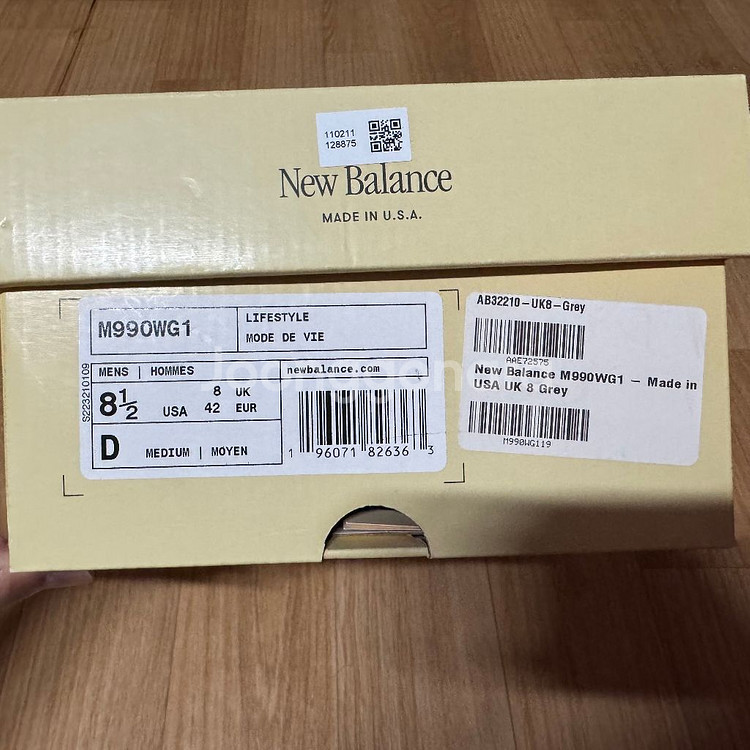 110211
128875
New Balance
MADE IN U.S.A.
M990WG1
LIFESTYLE
MODE DE VIE
MENS | HOMMES
newbalance.com
8½ USA
8 UK
42 EUR
D MEDIUM | MOYEN
1 96071 82636 3
S223210109
AB32210-UK8-Grey
AAE72575
New Balance M990WG1 – Made in
USA UK 8 Grey
M990WG119